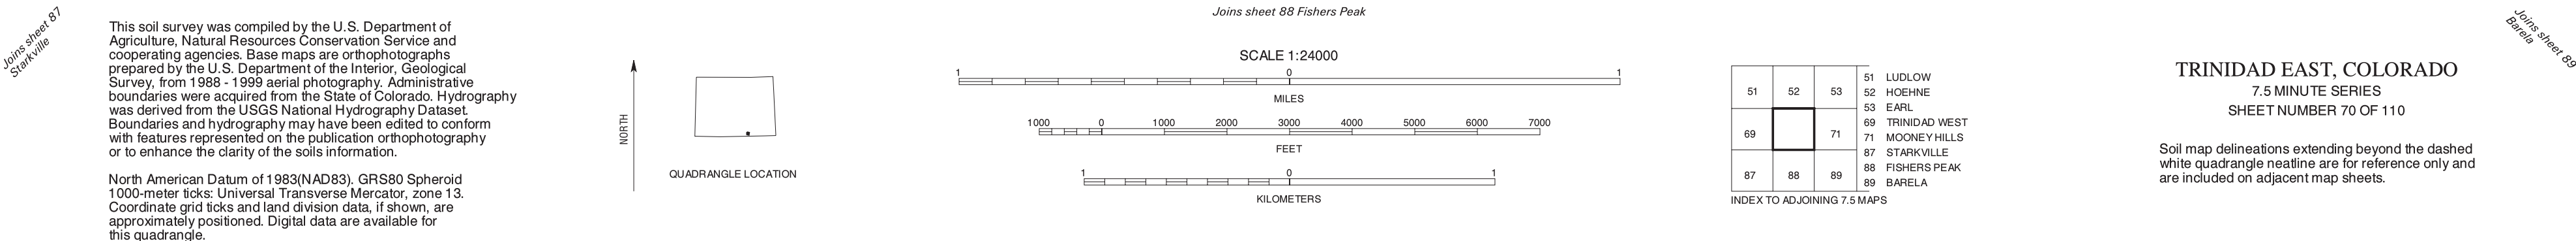 Joins sheet 87
Starkville
This soil survey was compiled by the U.S. Department of
Agriculture, Natural Resources Conservation Service and
cooperating agencies. Base maps are orthophotographs
prepared by the U.S. Department of the Interior, Geological
Survey, from 1988 - 1999 aerial photography. Administrative
boundaries were acquired from the State of Colorado. Hydrography
was derived from the USGS National Hydrography Dataset.
Boundaries and hydrography may have been edited to conform
with features represented on the publication orthophotography
or to enhance the clarity of the soils information.
North American Datum of 1983(NAD83). GRS80 Spheroid
1000-meter ticks: Universal Transverse Mercator, zone 13.
Coordinate grid ticks and land division data, if shown, are
approximately positioned. Digital data are available for
this quadrangle.
NORTH
QUADRANGLE LOCATION
Joins sheet 88 Fishers Peak
SCALE 1:24000
1 0 1
MILES
1000 0 1000 2000 3000 4000 5000 6000 7000
FEET
1 0 1
KILOMETERS
51 52 53
69 71
87 88 89
51 LUDLOW
52 HOEHNE
53 EARL
69 TRINIDAD WEST
71 MOONEY HILLS
87 STARKVILLE
88 FISHERS PEAK
89 BARELA
INDEX TO ADJOINING 7.5 MAPS
TRINIDAD EAST, COLORADO
7.5 MINUTE SERIES
SHEET NUMBER 70 OF 110
Soil map delineations extending beyond the dashed
white quadrangle neatline are for reference only and
are included on adjacent map sheets.
Joins sheet 89
Barela